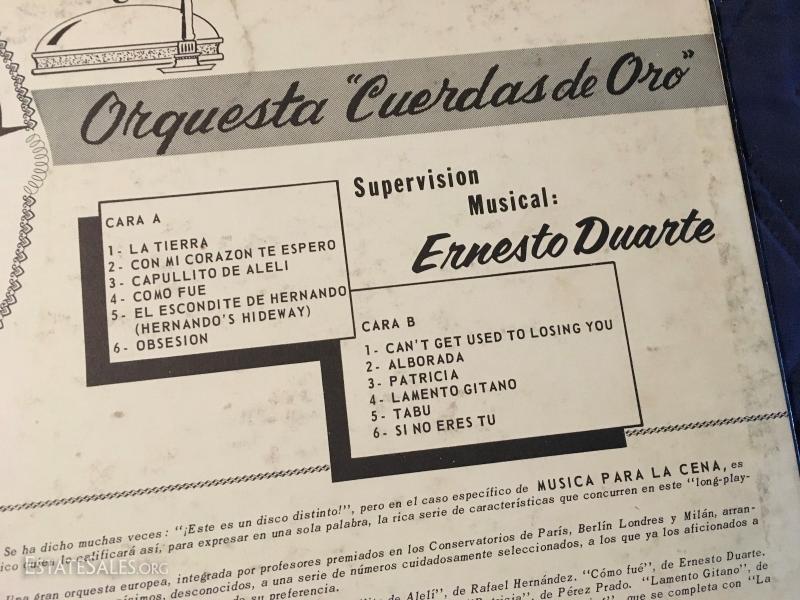 Orquesta "Cuerdas de Oro"
Supervision
Musical:
Ernesto Duarte
CARA A
1- LA TIERRA
2- CON MI CORAZON TE ESPERO
3- CAPULLITO DE ALELI
4- COMO FUE
5- EL ESCONDITE DE HERNANDO
(HERNANDO'S HIDEWAY)
6- OBSESION
CARA B
1- CAN'T GET USED TO LOSING YOU
2- ALBORADA
3- PATRICIA
4- LAMENTO GITANO
5- TABU
6- SI NO ERES TU
Se ha dicho muchas veces: "¡Este es un disco distinto!", pero en el caso específico de MUSICA PARA LA CENA, es
calificará así, para expresar en una sola palabra, la rica serie de características que concurren en este "long-play-
Una gran orquesta europea, integrada por profesores premiados en los Conservatorios de París, Berlín Londres y Milán, arran-
desconocidos, a una serie de números cuidadosamente seleccionados, a los que ya los aficionados a
su preferencia.
de Alelí", de Rafael Hernández. "Cómo fué", de Ernesto Duarte.
de Pérez Prado. "Lamento Gitano", de
que se completa con "La
ESTATESALES.ORG